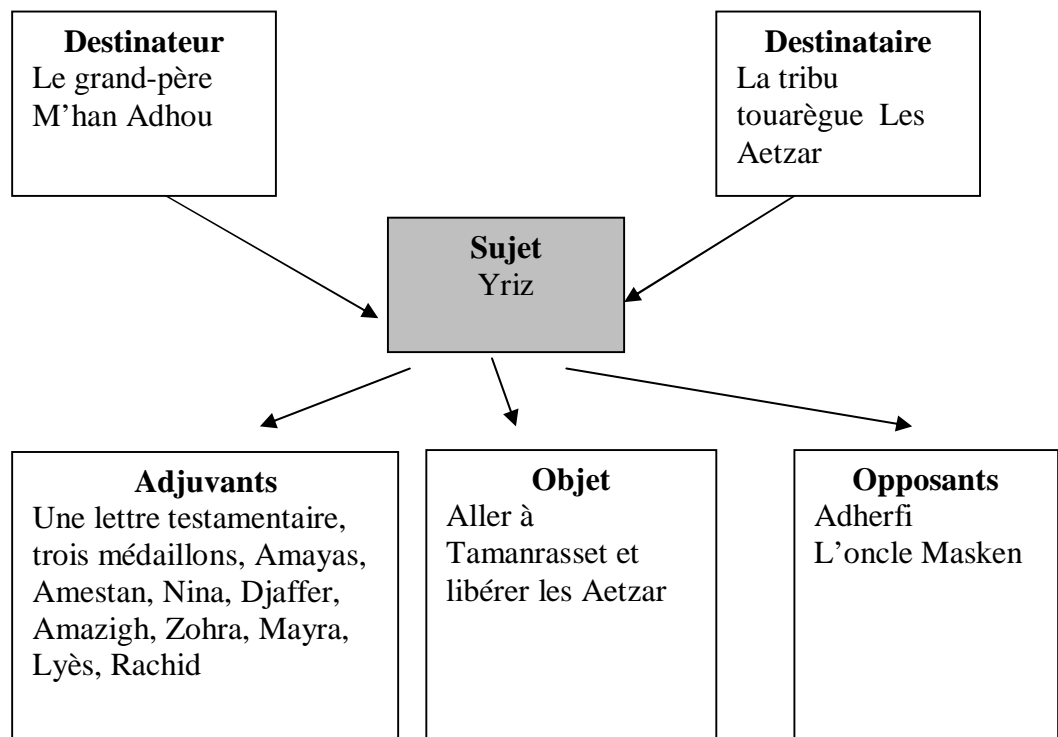 Destinateur
Le grand-père
M’han Adhou
Destinataire
La tribu
touarègue Les
Aetzar
Sujet
Yriz
Adjuvants
Une lettre testamentaire,
trois médaillons, Amayas,
Amestan, Nina, Djaffer,
Amazigh, Zohra, Mayra,
Lyès, Rachid
Objet
Aller à
Tamanrasset et
libérer les Aetzar
Opposants
Adherfi
L’oncle Masken